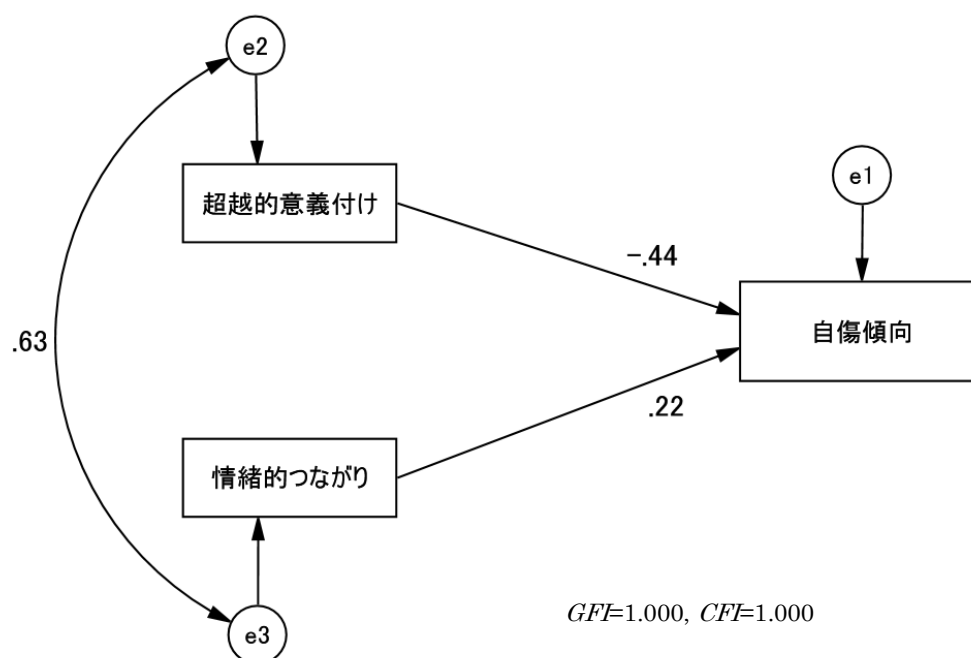 e2
超越的意義付け
e1
-.44
自傷傾向
.63
.22
情緒的つながり
GFI=1.000, CFI=1.000
e3